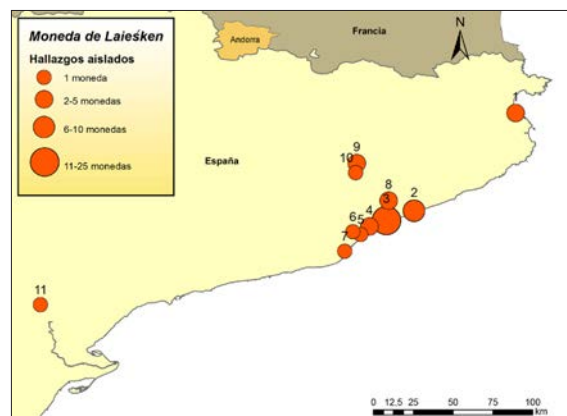 Moneda de Laieśken
Hallazgos aislados
1 moneda
2-5 monedas
6-10 monedas
11-25 monedas
Francia
Andorra
N
España
1
9
10
8
3
2
4
5
6
7
11
0 12,5 25 50 75 100
km